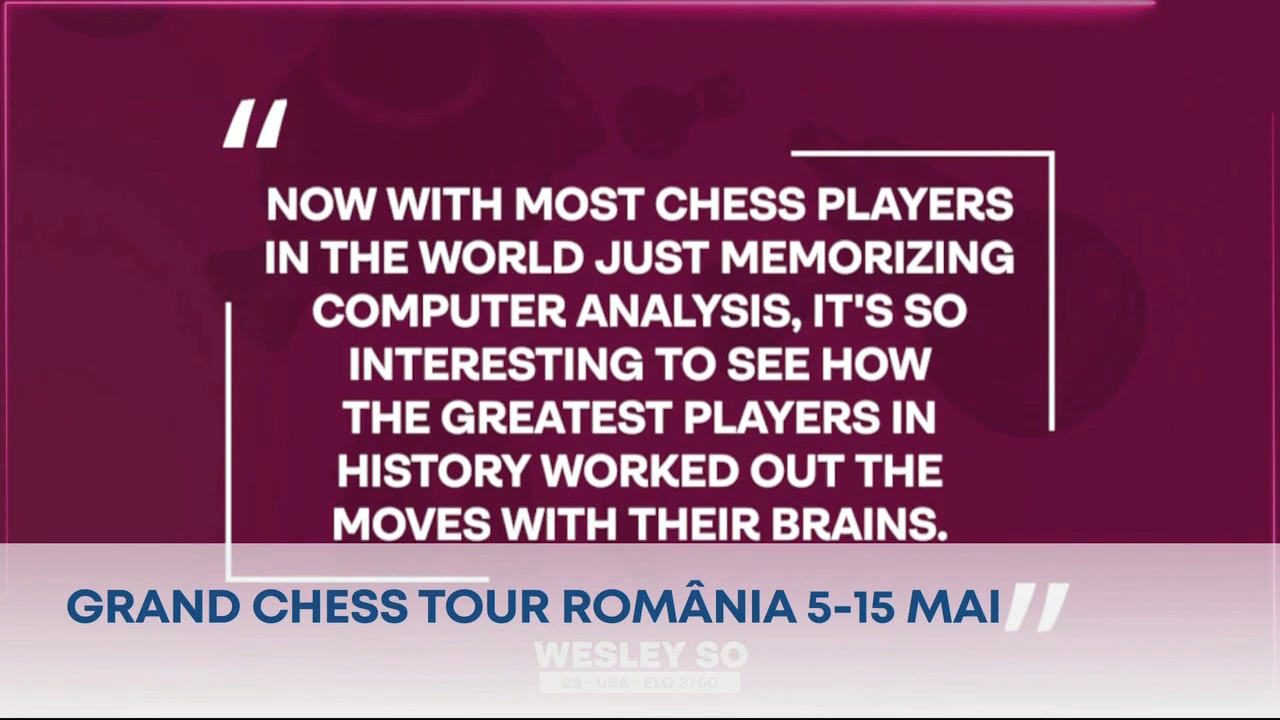 “
NOW WITH MOST CHESS PLAYERS
IN THE WORLD JUST MEMORIZING
COMPUTER ANALYSIS, IT'S SO
INTERESTING TO SEE HOW
THE GREATEST PLAYERS IN
HISTORY WORKED OUT THE
MOVES WITH THEIR BRAINS.
”
GRAND CHESS TOUR ROMÂNIA 5-15 MAI
WESLEY SO
29 - USA - ELO 2760